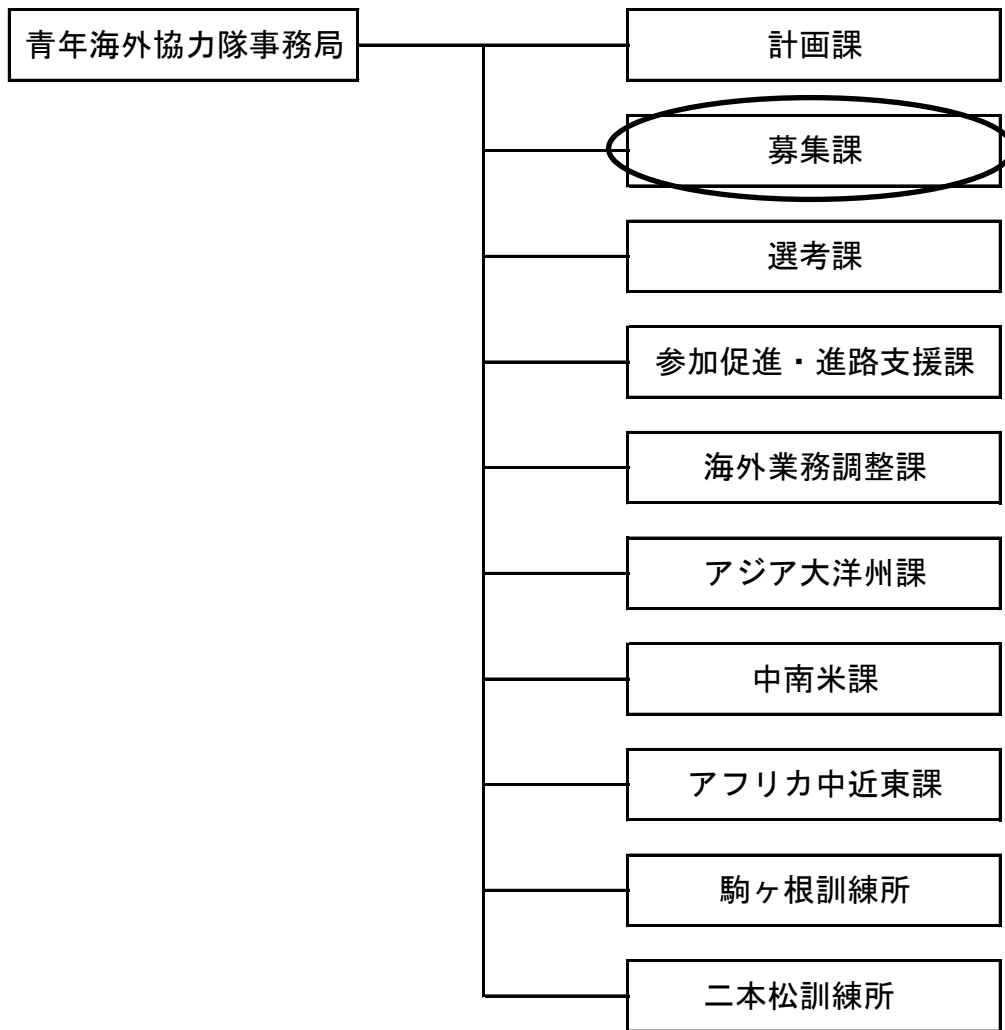 青年海外協力隊事務局
計画課
募集課
選考課
参加促進・進路支援課
海外業務調整課
アジア大洋州課
中南米課
アフリカ中近東課
駒ヶ根訓練所
二本松訓練所